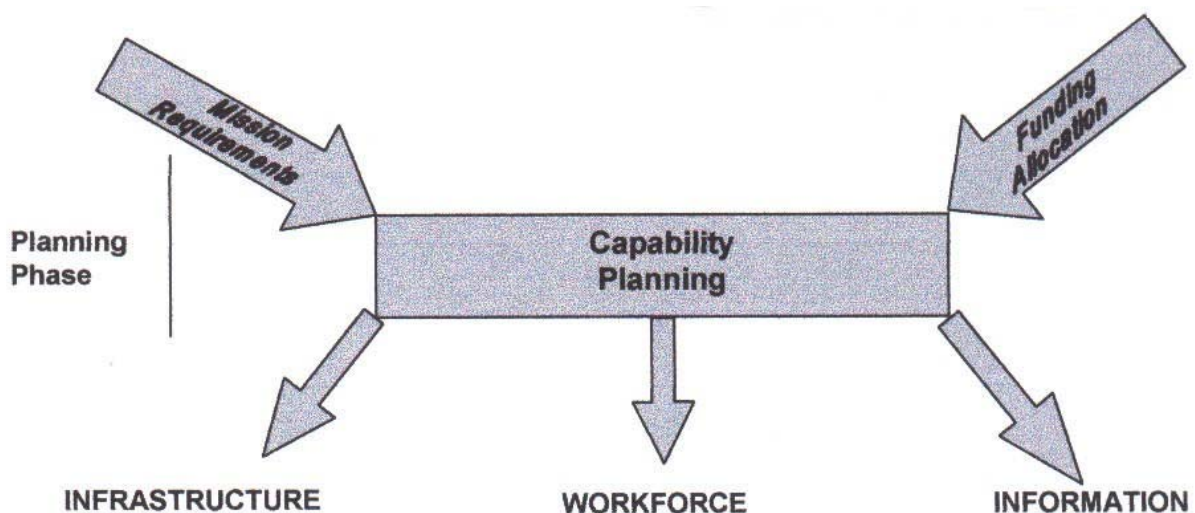 Mission
Requirements
Funding
Allocation
Planning
Phase
Capability
Planning
INFRASTRUCTURE
WORKFORCE
INFORMATION